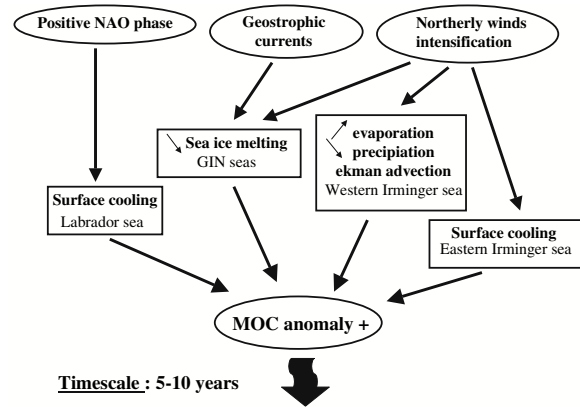 Positive NAO phase
Geostrophic
currents
Northerly winds
intensification
Sea ice melting
GIN seas
evaporation
precipitation
ekman advection
Western Irminger sea
Surface cooling
Labrador sea
Surface cooling
Eastern Irminger sea
MOC anomaly +
Timescale : 5-10 years